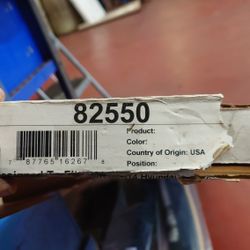 82550
Product:
Color:
Country of Origin: USA
Position:
7 87765 16267 8